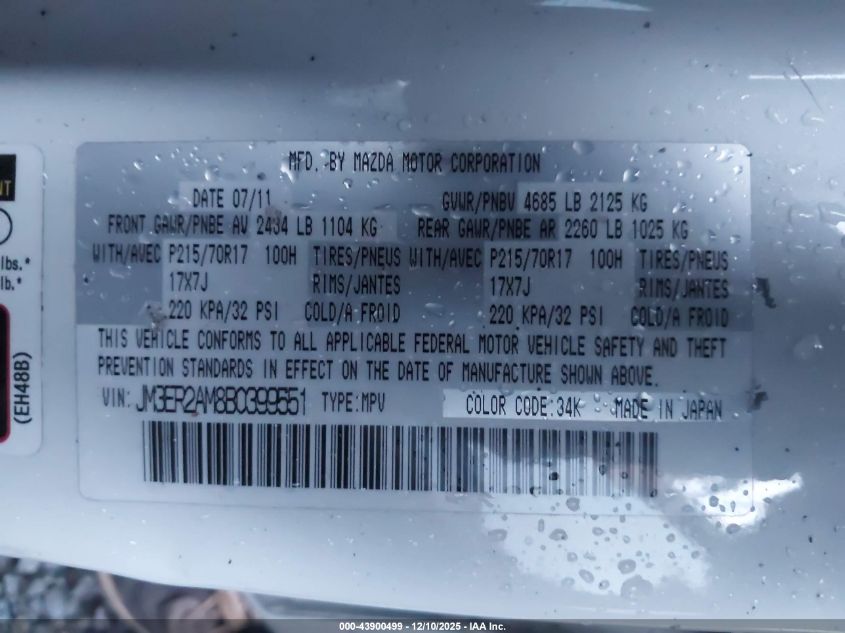 MFD. BY MAZDA MOTOR CORPORATION
DATE 07/11 GVWR/PNBV 4685 LB 2125 KG
FRONT GAWR/PNBE AV 2434 LB 1104 KG REAR GAWR/PNBE AR 2260 LB 1025 KG
WITH/AVEC P215/70R17 100H TIRES/PNEUS WITH/AVEC P215/70R17 100H TIRES/PNEUS
17X7J RIMS/JANTES 17X7J RIMS/JANTES
220 KPA/32 PSI COLD/A FROID 220 KPA/32 PSI COLD/A FROID
THIS VEHICLE CONFORMS TO ALL APPLICABLE FEDERAL MOTOR VEHICLE SAFETY AND THEFT
PREVENTION STANDARDS IN EFFECT ON THE DATE OF MANUFACTURE SHOWN ABOVE.
VIN: JM3ER2AM8B0399551 TYPE:MPV COLOR CODE:34K MADE IN JAPAN
lbs.*
lb.*
(EH48B)
000-43900499 - 12/10/2025 - IAA Inc.